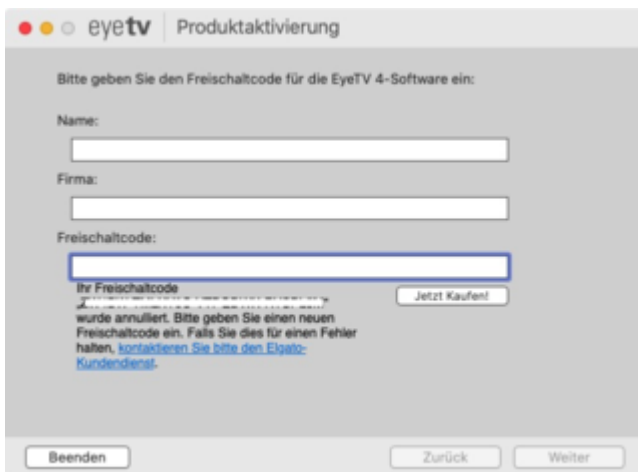 eyetv Produktaktivierung
Bitte geben Sie den Freischaltcode für die EyeTV 4-Software ein:
Name:
Firma:
Freischaltcode:
Ihr Freischaltcode
wurde annulliert. Bitte geben Sie einen neuen
Freischaltcode ein. Falls Sie dies für einen Fehler
halten, kontaktieren Sie bitte den Elgato-
Kundendienst.
Jetzt Kaufen!
Beenden
Zurück
Weiter